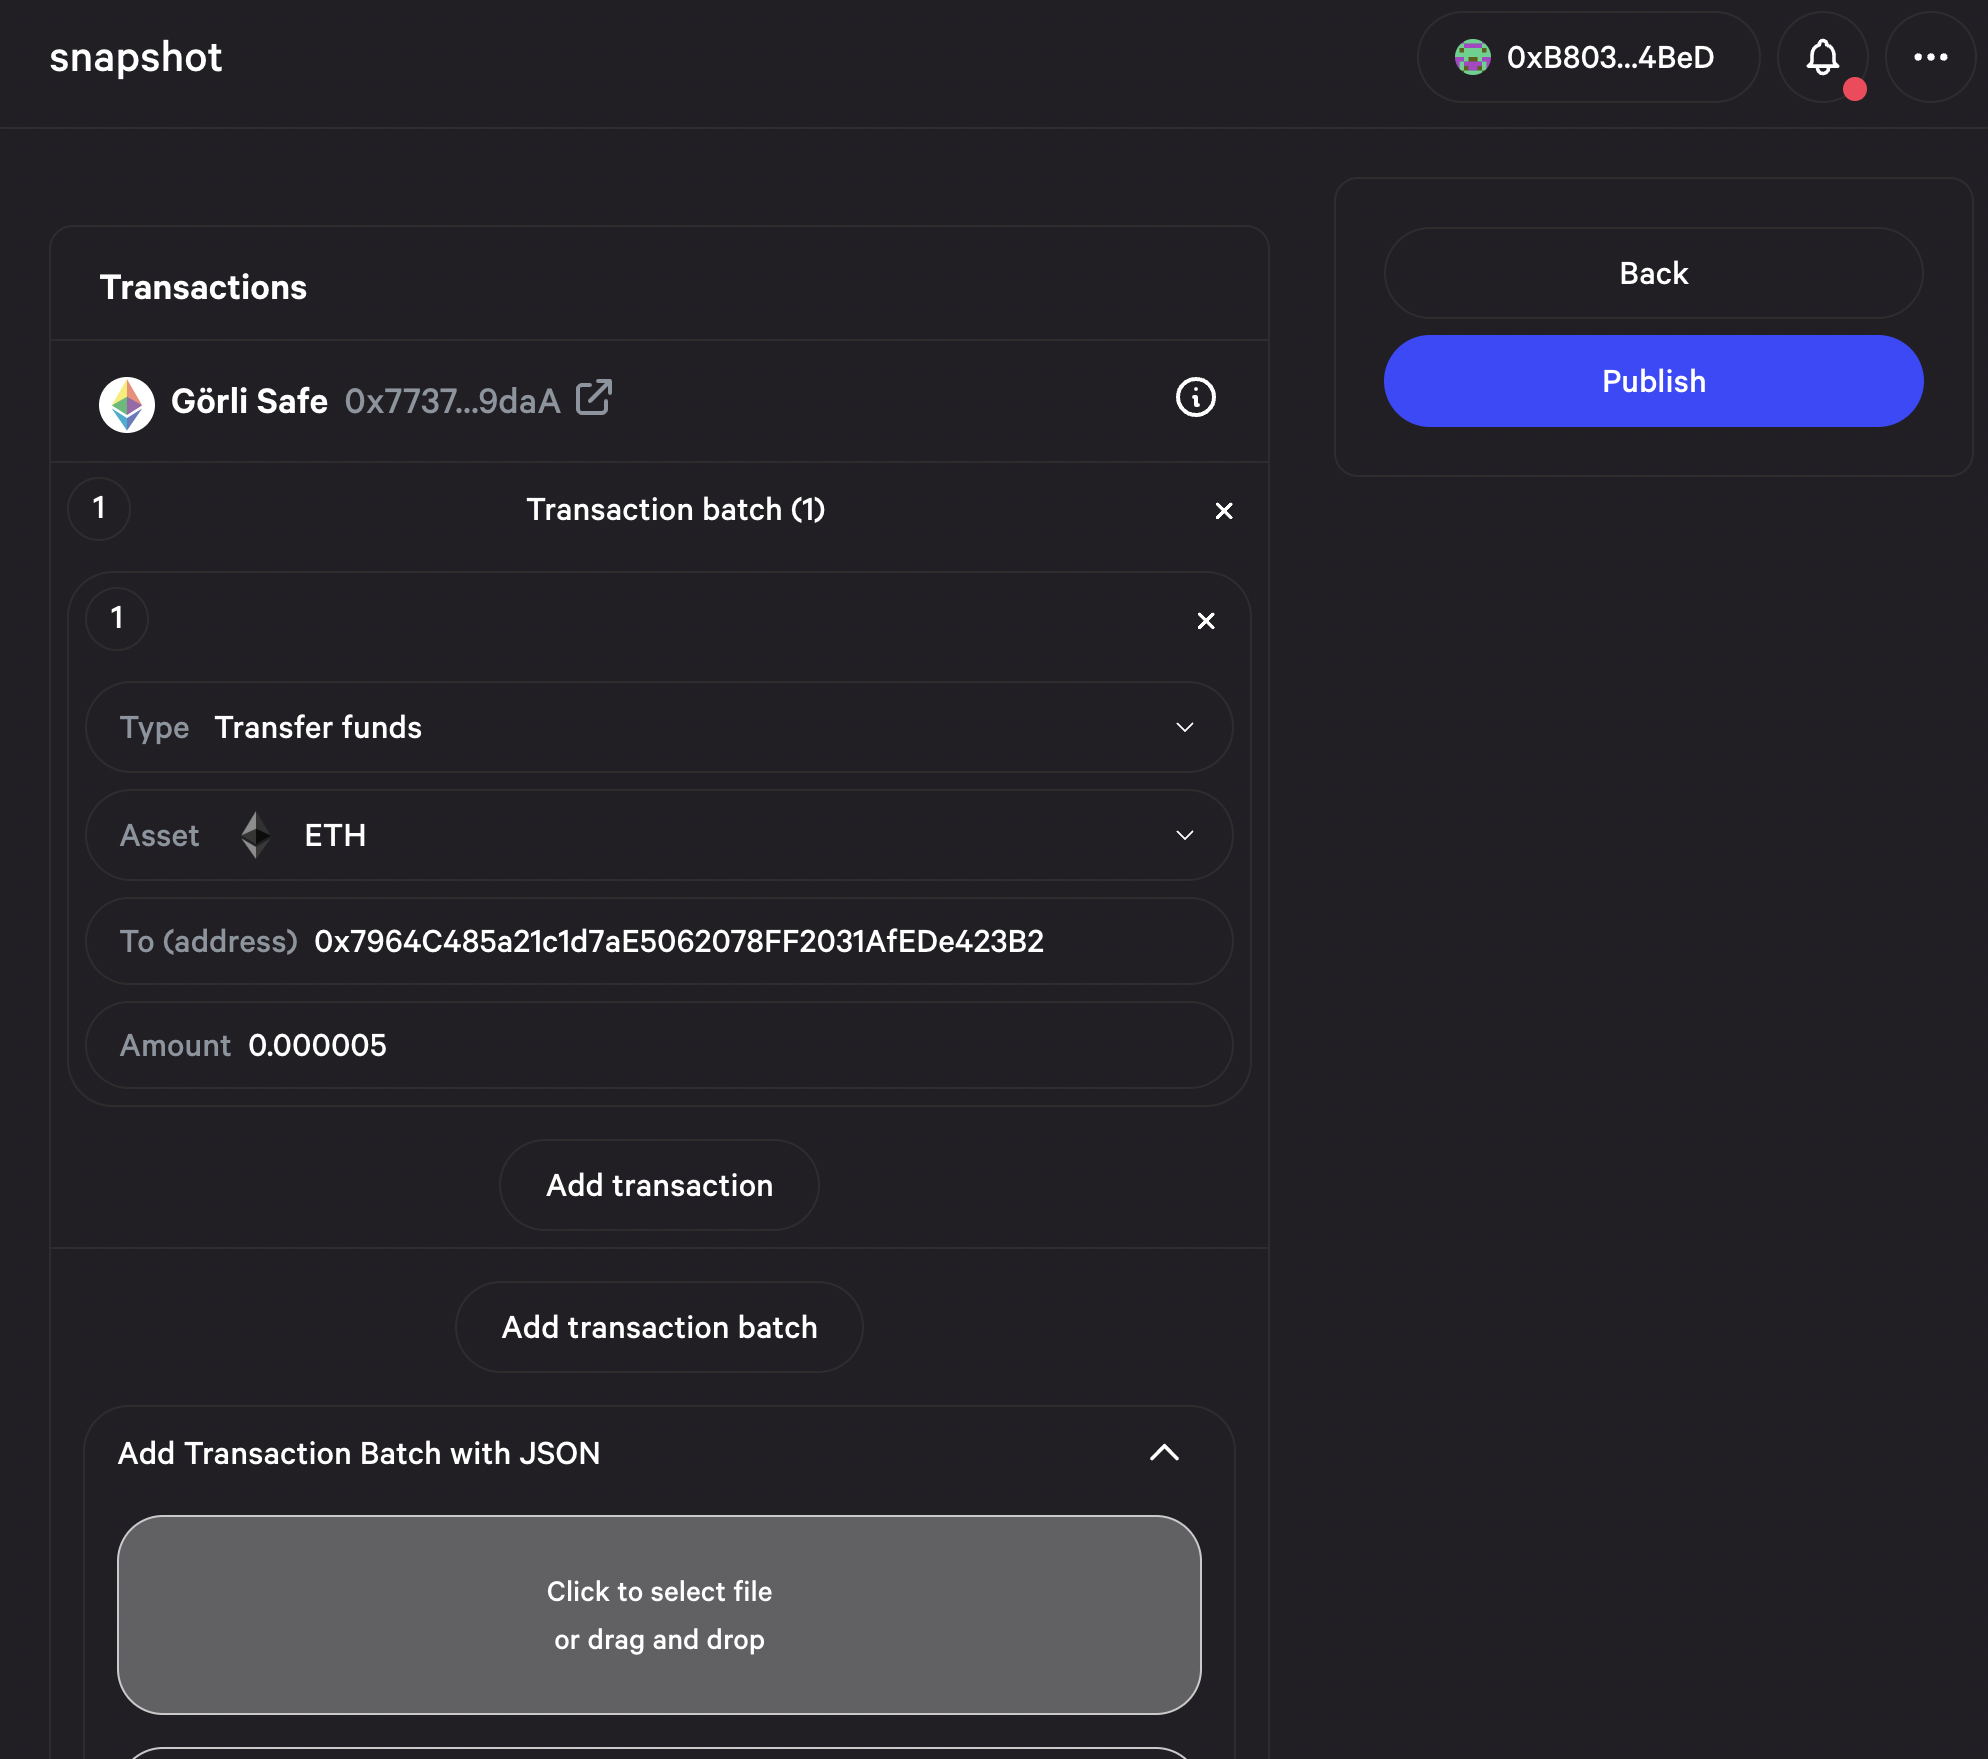 snapshot
0xB803...4BeD
Transactions
Görli Safe 0x7737...9daA
1
Transaction batch (1)
1
Type Transfer funds
Asset ETH
To (address) 0x7964C485a21c1d7aE5062078FF2031AfEDe423B2
Amount 0.000005
Add transaction
Add transaction batch
Add Transaction Batch with JSON
Click to select file
or drag and drop
Back
Publish